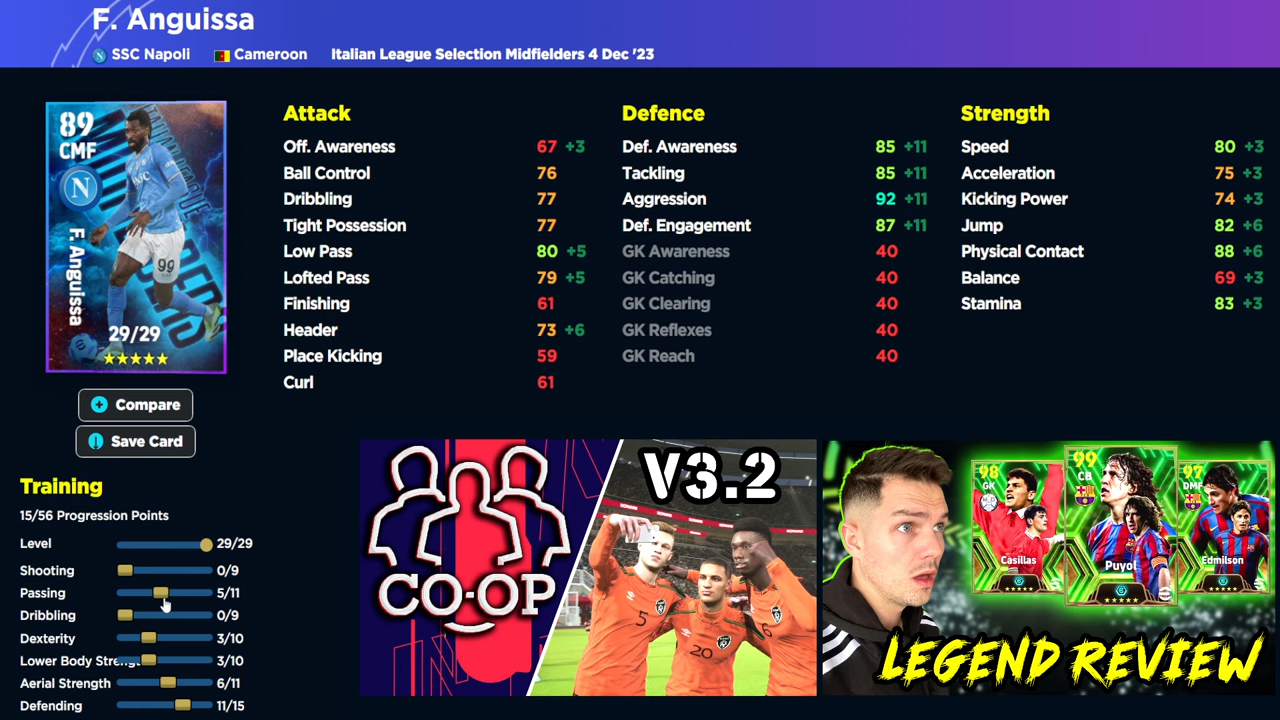 F. Anguissa
SSC Napoli Cameroon Italian League Selection Midfielders 4 Dec '23
89
CMF
N
F. Anguissa
99
29/29
Compare
Save Card
Attack
Off. Awareness 67 +3
Ball Control 76
Dribbling 77
Tight Possession 77
Low Pass 80 +5
Lofted Pass 79 +5
Finishing 61
Header 73 +6
Place Kicking 59
Curl 61
Defence
Def. Awareness 85 +11
Tackling 85 +11
Aggression 92 +11
Def. Engagement 87 +11
GK Awareness 40
GK Catching 40
GK Clearing 40
GK Reflexes 40
GK Reach 40
Strength
Speed 80 +3
Acceleration 75 +3
Kicking Power 74 +3
Jump 82 +6
Physical Contact 88 +6
Balance 69 +3
Stamina 83 +3
Training
15/56 Progression Points
Level 29/29
Shooting 0/9
Passing 5/11
Dribbling 0/9
Dexterity 3/10
Lower Body Streng 3/10
Aerial Strength 6/11
Defending 11/15
CO-OP
V3.2
5
20
6
98
GK
Casillas
99
CB
Puyol
97
DMF
Edmilson
LEGEND REVIEW